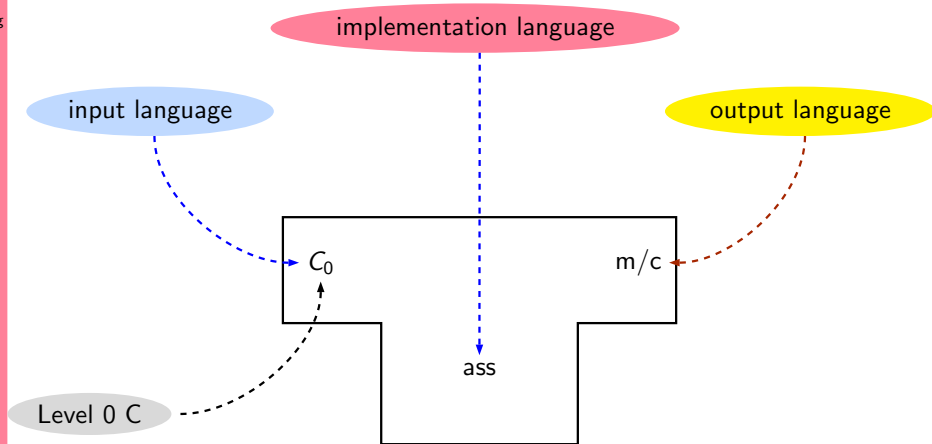 g
implementation language
input language
output language
C₀
m/c
ass
Level 0 C